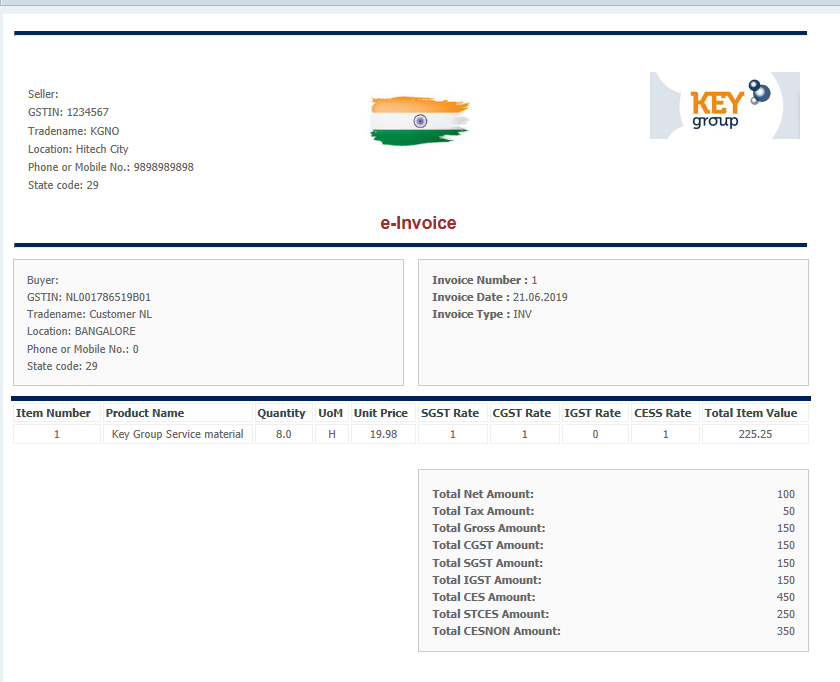 Seller:
GSTIN: 1234567
Tradename: KGNO
Location: Hitech City
Phone or Mobile No.: 9898989898
State code: 29
KEY
group
e-Invoice
Buyer:
GSTIN: NL001786519B01
Tradename: Customer NL
Location: BANGALORE
Phone or Mobile No.: 0
State code: 29
Invoice Number : 1
Invoice Date : 21.06.2019
Invoice Type : INV
Item Number Product Name Quantity UoM Unit Price SGST Rate CGST Rate IGST Rate CESS Rate Total Item Value
1 Key Group Service material 8.0 H 19.98 1 1 0 1 225.25
Total Net Amount: 100
Total Tax Amount: 50
Total Gross Amount: 150
Total CGST Amount: 150
Total SGST Amount: 150
Total IGST Amount: 150
Total CES Amount: 450
Total STCES Amount: 250
Total CESNON Amount: 350